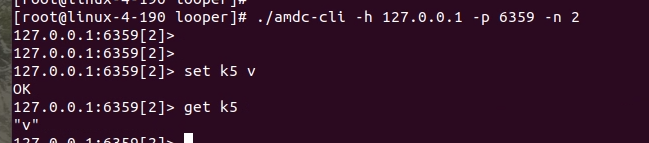 [root@linux-4-190 looper]#
[root@linux-4-190 looper]# ./amdc-cli -h 127.0.0.1 -p 6359 -n 2
127.0.0.1:6359[2]>
127.0.0.1:6359[2]>
127.0.0.1:6359[2]> set k5 v
OK
127.0.0.1:6359[2]> get k5
"v"
127.0.0.1:6359[2]>